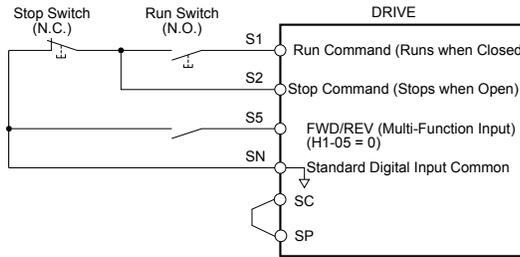 Stop Switch
(N.C.)
Run Switch
(N.O.)
DRIVE
S1
Run Command (Runs when Closed
S2
Stop Command (Stops when Open)
S5
FWD/REV (Multi-Function Input)
(H1-05 = 0)
SN
Standard Digital Input Common
SC
SP